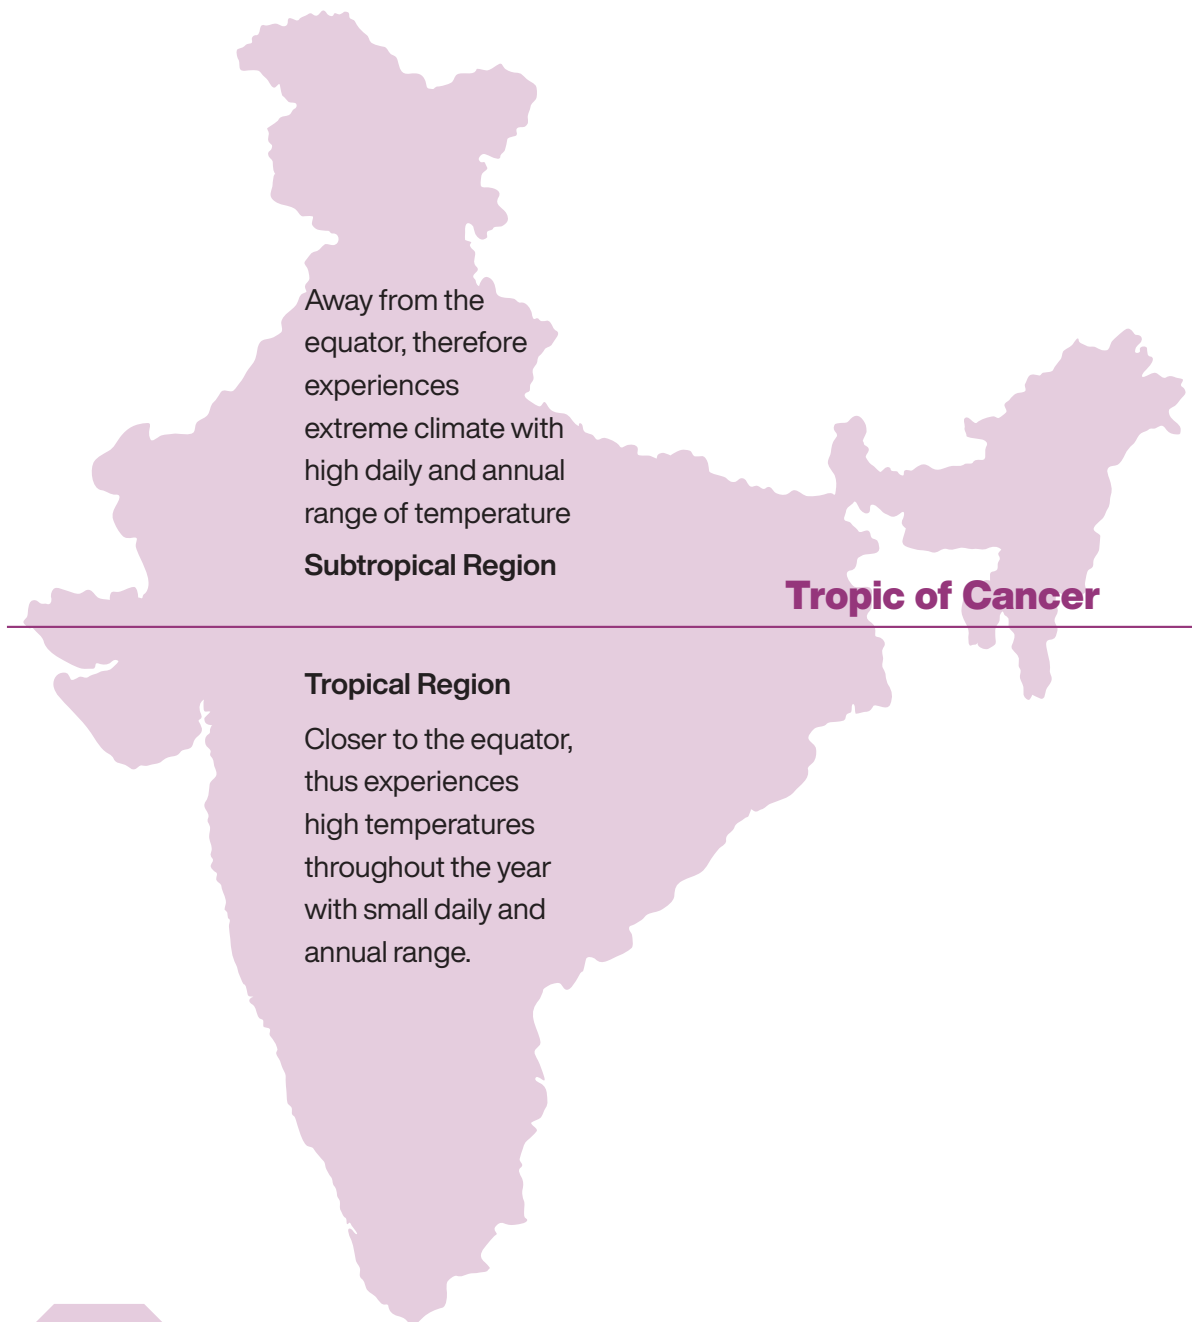 Away from the
equator, therefore
experiences
extreme climate with
high daily and annual
range of temperature
Subtropical Region
Tropic of Cancer
Tropical Region
Closer to the equator,
thus experiences
high temperatures
throughout the year
with small daily and
annual range.